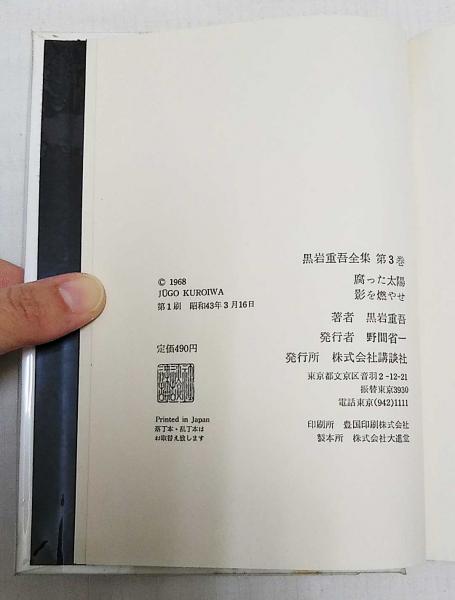 黒岩重吾全集 第3巻
腐った太陽
影を燃やせ
© 1968
JŪGO KUROIWA
第1刷 昭和43年3月16日
著者 黒岩重吾
発行者 野間省一
発行所 株式会社講談社
東京都文京区音羽2-12-21
振替東京3930
電話東京(942)1111
印刷所 豊国印刷株式会社
製本所 株式会社大進堂
定価490円
Printed in Japan
落丁本・乱丁本は
お取替え致します